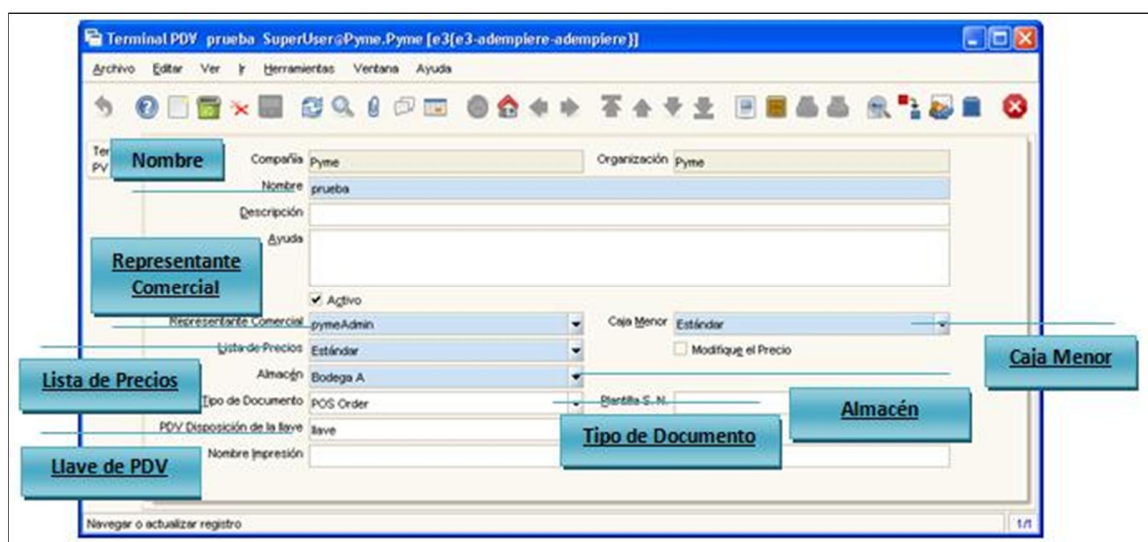 Terminal PDV prueba SuperUser@Pyme.Pyme [e3{e3-adempiere-adempiere}]
Archivo Editar Ver Ir Herramientas Ventana Ayuda
Nombre
Compañía Pyme Organización Pyme
Nombre prueba
Descripción
Ayuda
Representante
Comercial
Activo
Representante Comercial pymeAdmin Caja Menor Estándar
Lista de Precios Estándar Modifique el Precio
Caja Menor
Lista de Precios
Almacén Bodega A
Almacén
Tipo de Documento POS Order Plantilla S. N.
Tipo de Documento
PDV Disposición de la llave llave
Llave de PDV
Nombre Impresión
Navegar o actualizar registro 1/1